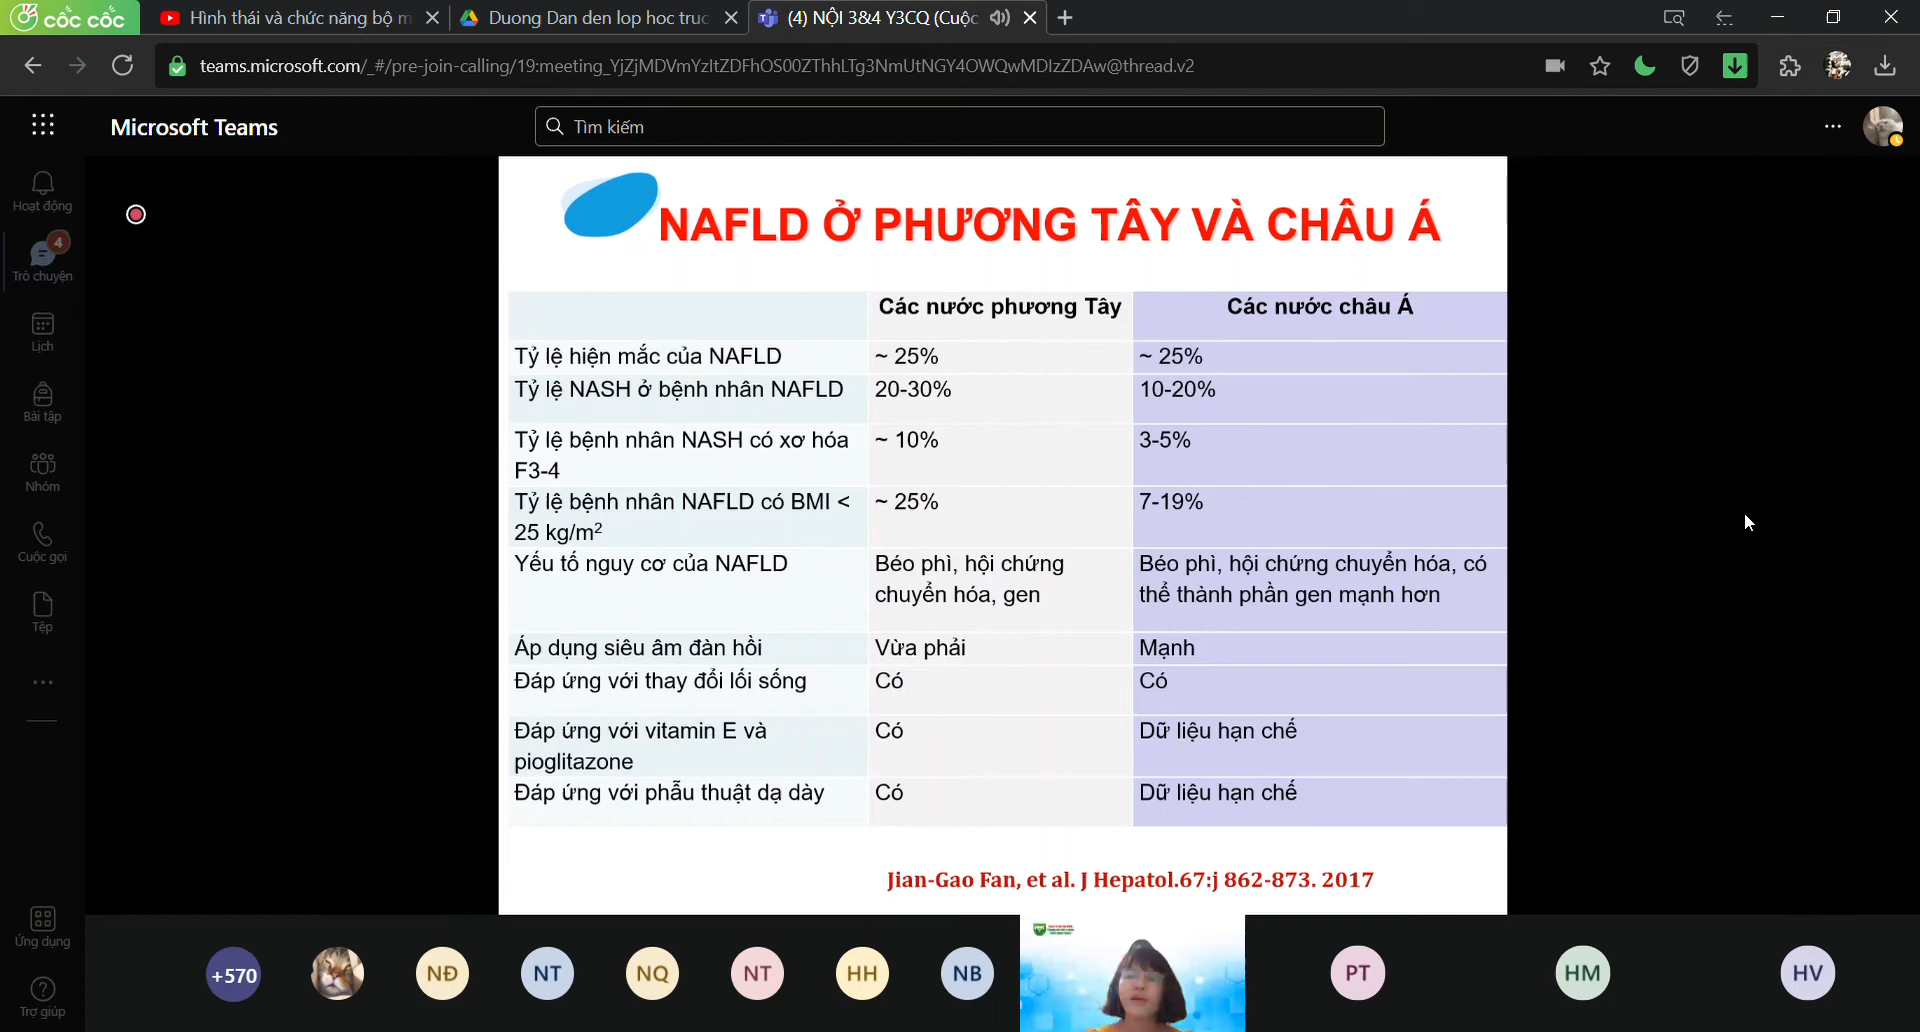 cốc cốc
Hình thái và chức năng bộ m
Duong Dan den lop hoc truc
(4) NỘI 3&4 Y3CQ (Cuộc
teams.microsoft.com/_#/pre-join-calling/19:meeting_YjZjMDVmYzItZDFhOS00ZThhLTg3NmUtNGY4OWQwMDIzZDAw@thread.v2
Microsoft Teams
Tìm kiếm
Hoạt động
4
Trò chuyện
Lịch
Bài tập
Nhóm
Cuộc gọi
Tệp
Ứng dụng
Trợ giúp
NAFLD Ở PHƯƠNG TÂY VÀ CHÂU Á
Các nước phương Tây Các nước châu Á
Tỷ lệ hiện mắc của NAFLD ~ 25% ~ 25%
Tỷ lệ NASH ở bệnh nhân NAFLD 20-30% 10-20%
Tỷ lệ bệnh nhân NASH có xơ hóa ~ 10% 3-5%
F3-4
Tỷ lệ bệnh nhân NAFLD có BMI < ~ 25% 7-19%
25 kg/m²
Yếu tố nguy cơ của NAFLD Béo phì, hội chứng Béo phì, hội chứng chuyển hóa, có
chuyển hóa, gen thể thành phần gen mạnh hơn
Áp dụng siêu âm đàn hồi Vừa phải Mạnh
Đáp ứng với thay đổi lối sống Có Có
Đáp ứng với vitamin E và Có Dữ liệu hạn chế
pioglitazone
Đáp ứng với phẫu thuật dạ dày Có Dữ liệu hạn chế
Jian-Gao Fan, et al. J Hepatol.67:j 862-873. 2017
+570 NĐ NT NQ NT HH NB PT HM HV